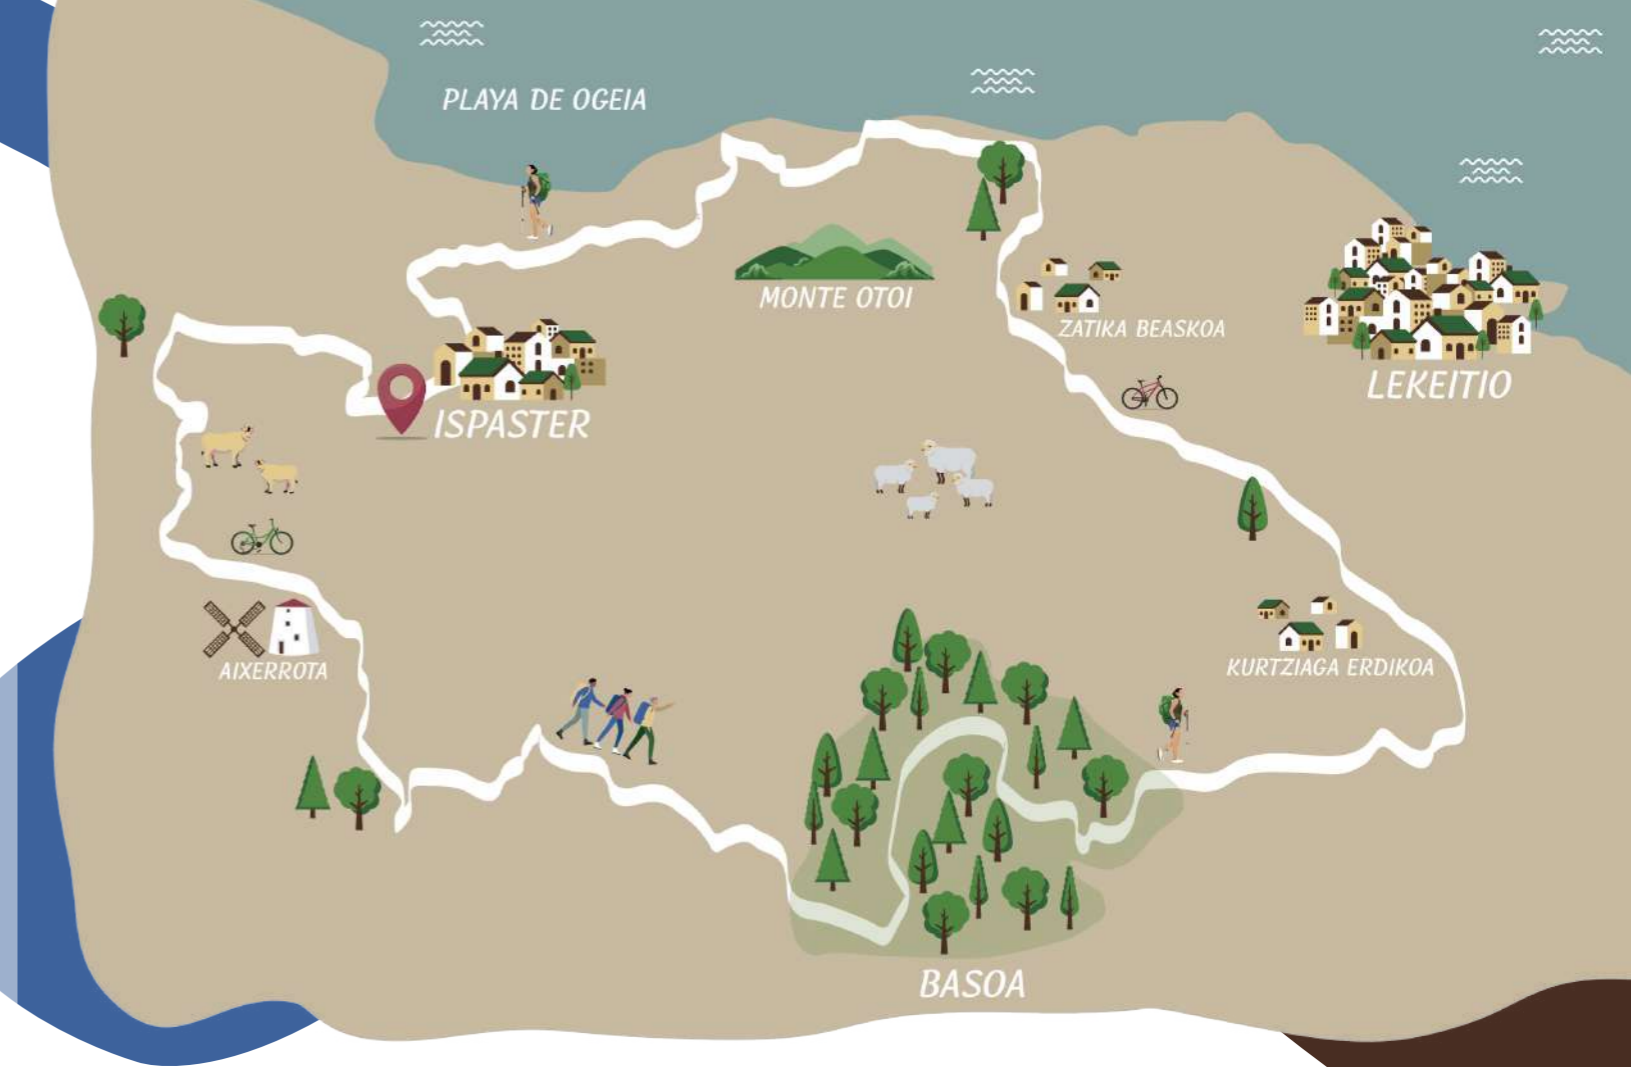 PLAYA DE OGEIA
MONTE OTOI
ZATIKA BEASKOA
LEKEITIO
ISPASTER
AIXERROTA
KURTZIAGA ERDIKOA
BASOA